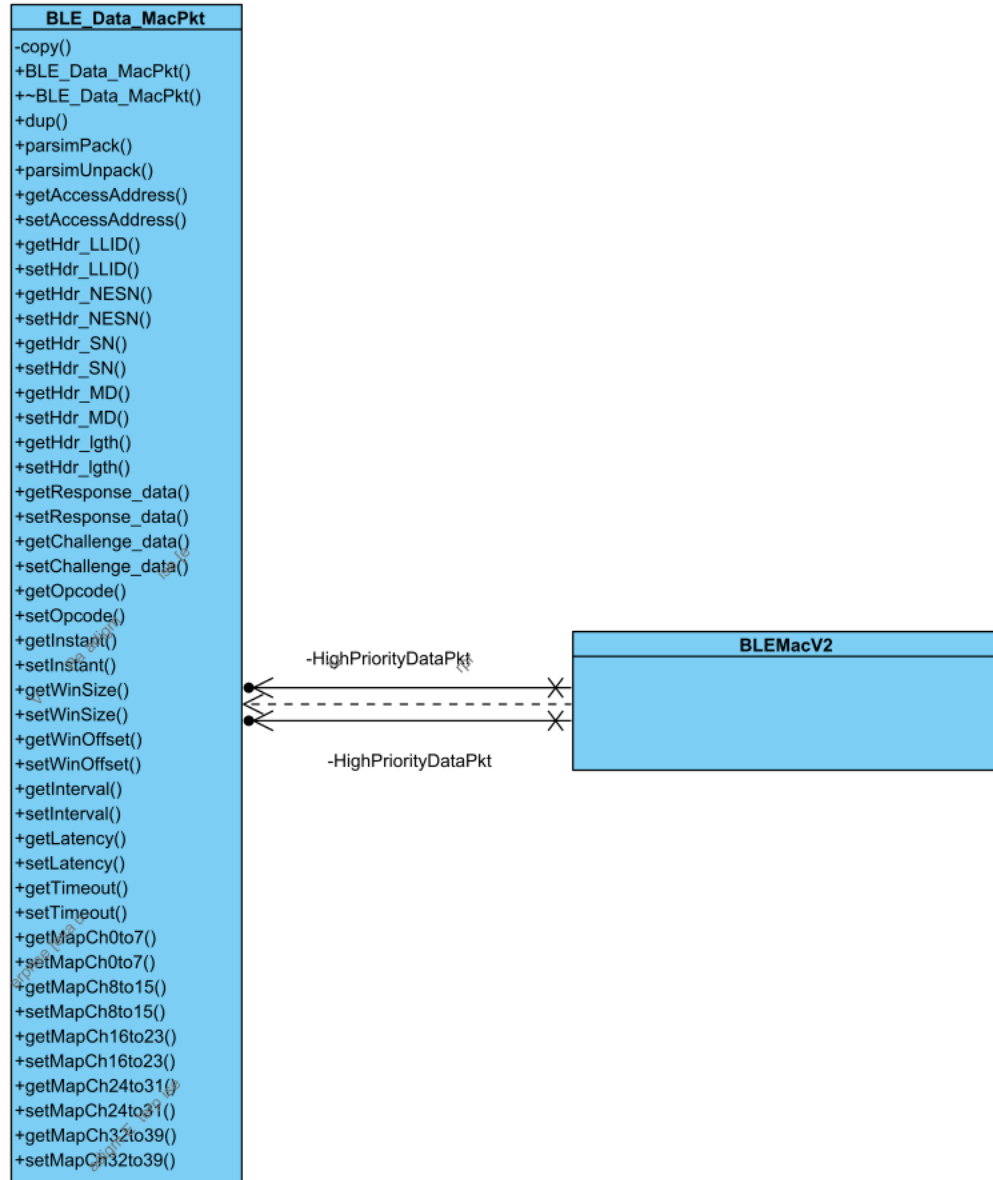 BLE_Data_MacPkt
-copy()
+BLE_Data_MacPkt()
+~BLE_Data_MacPkt()
+dup()
+parsimPack()
+parsimUnpack()
+getAccessAddress()
+setAccessAddress()
+getHdr_LLID()
+setHdr_LLID()
+getHdr_NESN()
+setHdr_NESN()
+getHdr_SN()
+setHdr_SN()
+getHdr_MD()
+setHdr_MD()
+getHdr_lgth()
+setHdr_lgth()
+getResponse_data()
+setResponse_data()
+getChallenge_data()
+setChallenge_data()
+getOpcode()
+setOpcode()
+getInstant()
+setInstant()
+getWinSize()
+setWinSize()
+getWinOffset()
+setWinOffset()
+getInterval()
+setInterval()
+getLatency()
+setLatency()
+getTimeout()
+setTimeout()
+getMapCh0to7()
+setMapCh0to7()
+getMapCh8to15()
+setMapCh8to15()
+getMapCh16to23()
+setMapCh16to23()
+getMapCh24to31()
+setMapCh24to31()
+getMapCh32to39()
+setMapCh32to39()
-HighPriorityDataPkt
-HighPriorityDataPkt
BLEMacV2